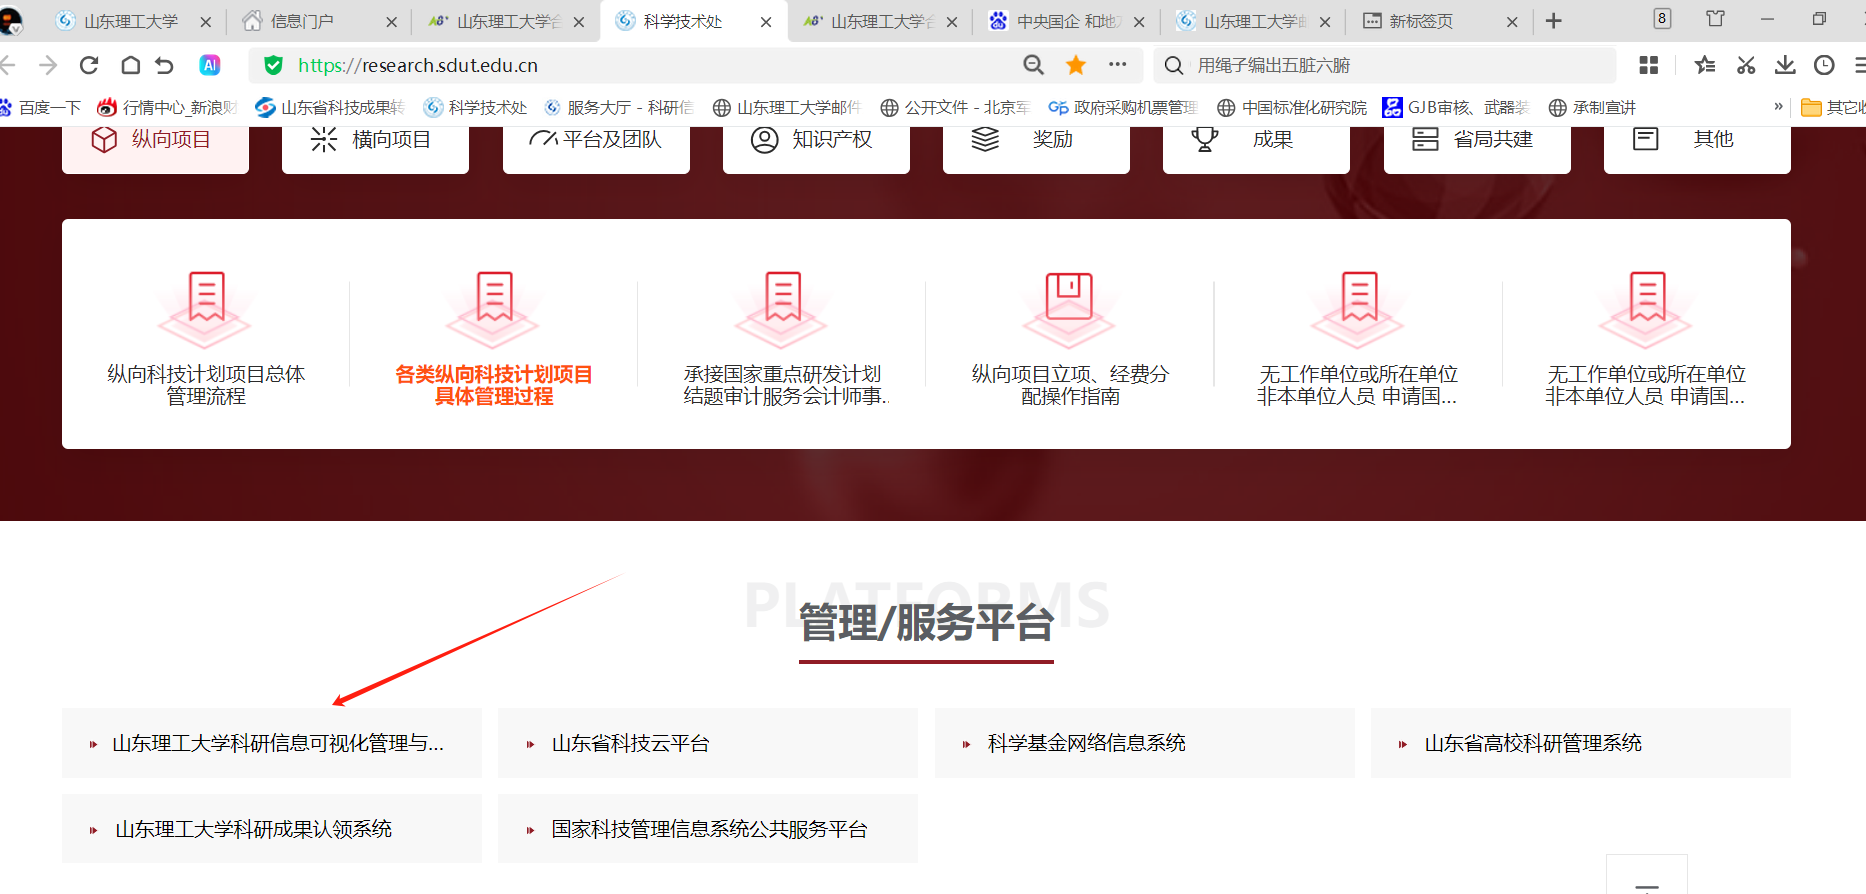 山东理工大学
信息门户
山东理工大学合
科学技术处
山东理工大学合
中央国企 和地方
山东理工大学邮
新标签页
8
AI
https://research.sdut.edu.cn
用绳子编出五脏六腑
百度一下
行情中心_新浪财
山东省科技成果转
科学技术处
服务大厅 - 科研信
山东理工大学邮件
公开文件 - 北京军
政府采购机票管理
中国标准化研究院
GJB审核、武器装
承制宣讲
»
其它收
纵向项目
横向项目
平台及团队
知识产权
奖励
成果
省局共建
其他
纵向科技计划项目总体
管理流程
各类纵向科技计划项目
具体管理过程
承接国家重点研发计划
结题审计服务会计师事..
纵向项目立项、经费分
配操作指南
无工作单位或所在单位
非本单位人员 申请国...
无工作单位或所在单位
非本单位人员 申请国...
PLATFORMS
管理/服务平台
山东理工大学科研信息可视化管理与...
山东省科技云平台
科学基金网络信息系统
山东省高校科研管理系统
山东理工大学科研成果认领系统
国家科技管理信息系统公共服务平台